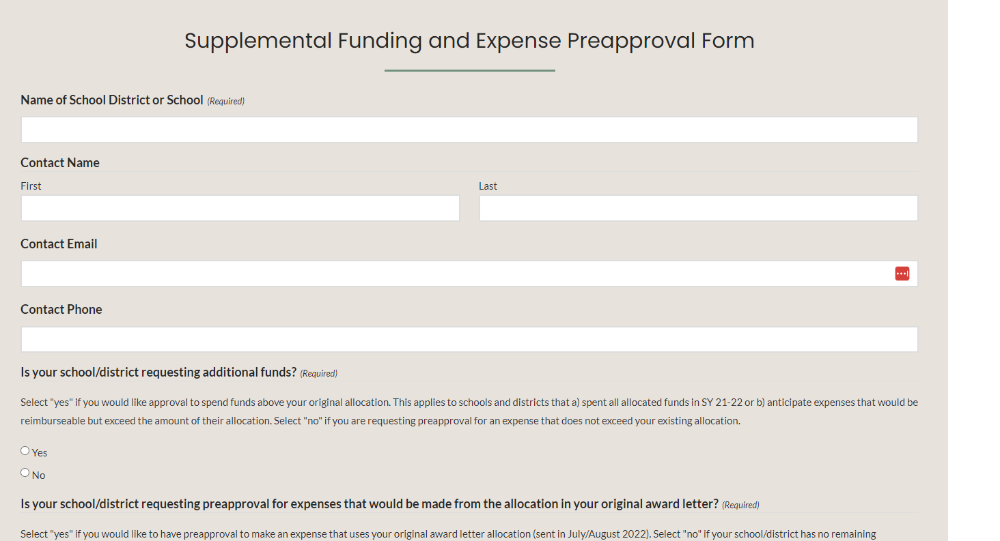 Supplemental Funding and Expense Preapproval Form
Name of School District or School (Required)
Contact Name
First
Last
Contact Email
Contact Phone
Is your school/district requesting additional funds? (Required)
Select "yes" if you would like approval to spend funds above your original allocation. This applies to schools and districts that a) spent all allocated funds in SY 21-22 or b) anticipate expenses that would be
reimburseable but exceed the amount of their allocation. Select "no" if you are requesting preapproval for an expense that does not exceed your existing allocation.
Yes
No
Is your school/district requesting preapproval for expenses that would be made from the allocation in your original award letter? (Required)
Select "yes" if you would like to have preapproval to make an expense that uses your original award letter allocation (sent in July/August 2022). Select "no" if your school/district has no remaining